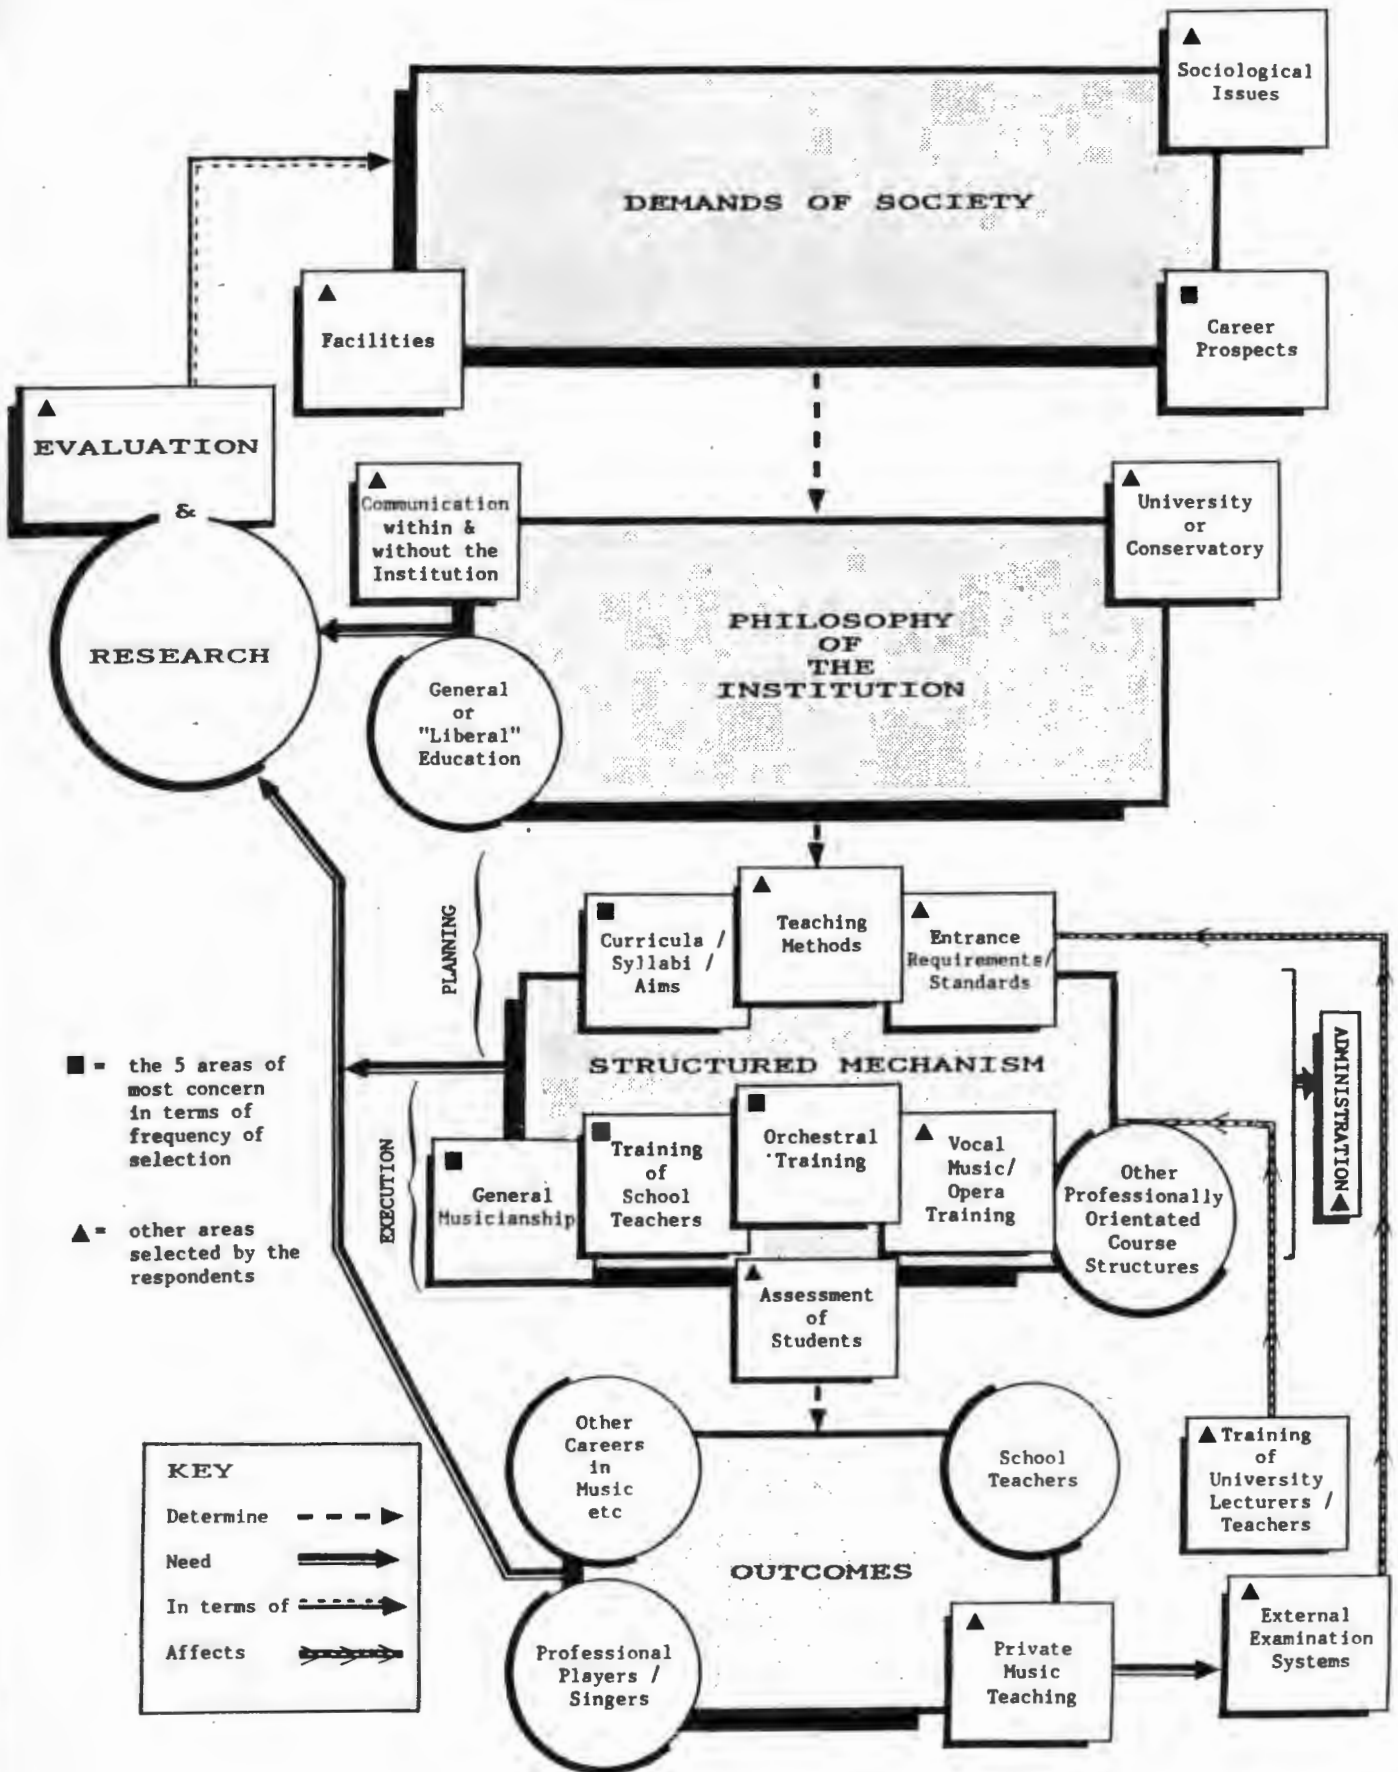 Sociological
Issues
DEMANDS OF SOCIETY
Facilities
Career
Prospects
EVALUATION
&
RESEARCH
Communication
within &
without the
Institution
University
or
Conservatory
PHILOSOPHY
OF
THE
INSTITUTION
General
or
"Liberal"
Education
PLANNING
Curricula /
Syllabi /
Aims
Teaching
Methods
Entrance
Requirements/
Standards
STRUCTURED MECHANISM
ADMINISTRATION
■ = the 5 areas of
most concern
in terms of
frequency of
selection
▲ = other areas
selected by the
respondents
EXECUTION
General
Musicianship
Training
of
School
Teachers
Orchestral
Training
Vocal
Music/
Opera
Training
Other
Professionally
Orientated
Course
Structures
Assessment
of
Students
Other
Careers
in
Music
etc
School
Teachers
Training
of
University
Lecturers /
Teachers
OUTCOMES
Professional
Players /
Singers
Private
Music
Teaching
External
Examination
Systems
KEY
Determine
Need
In terms of
Affects